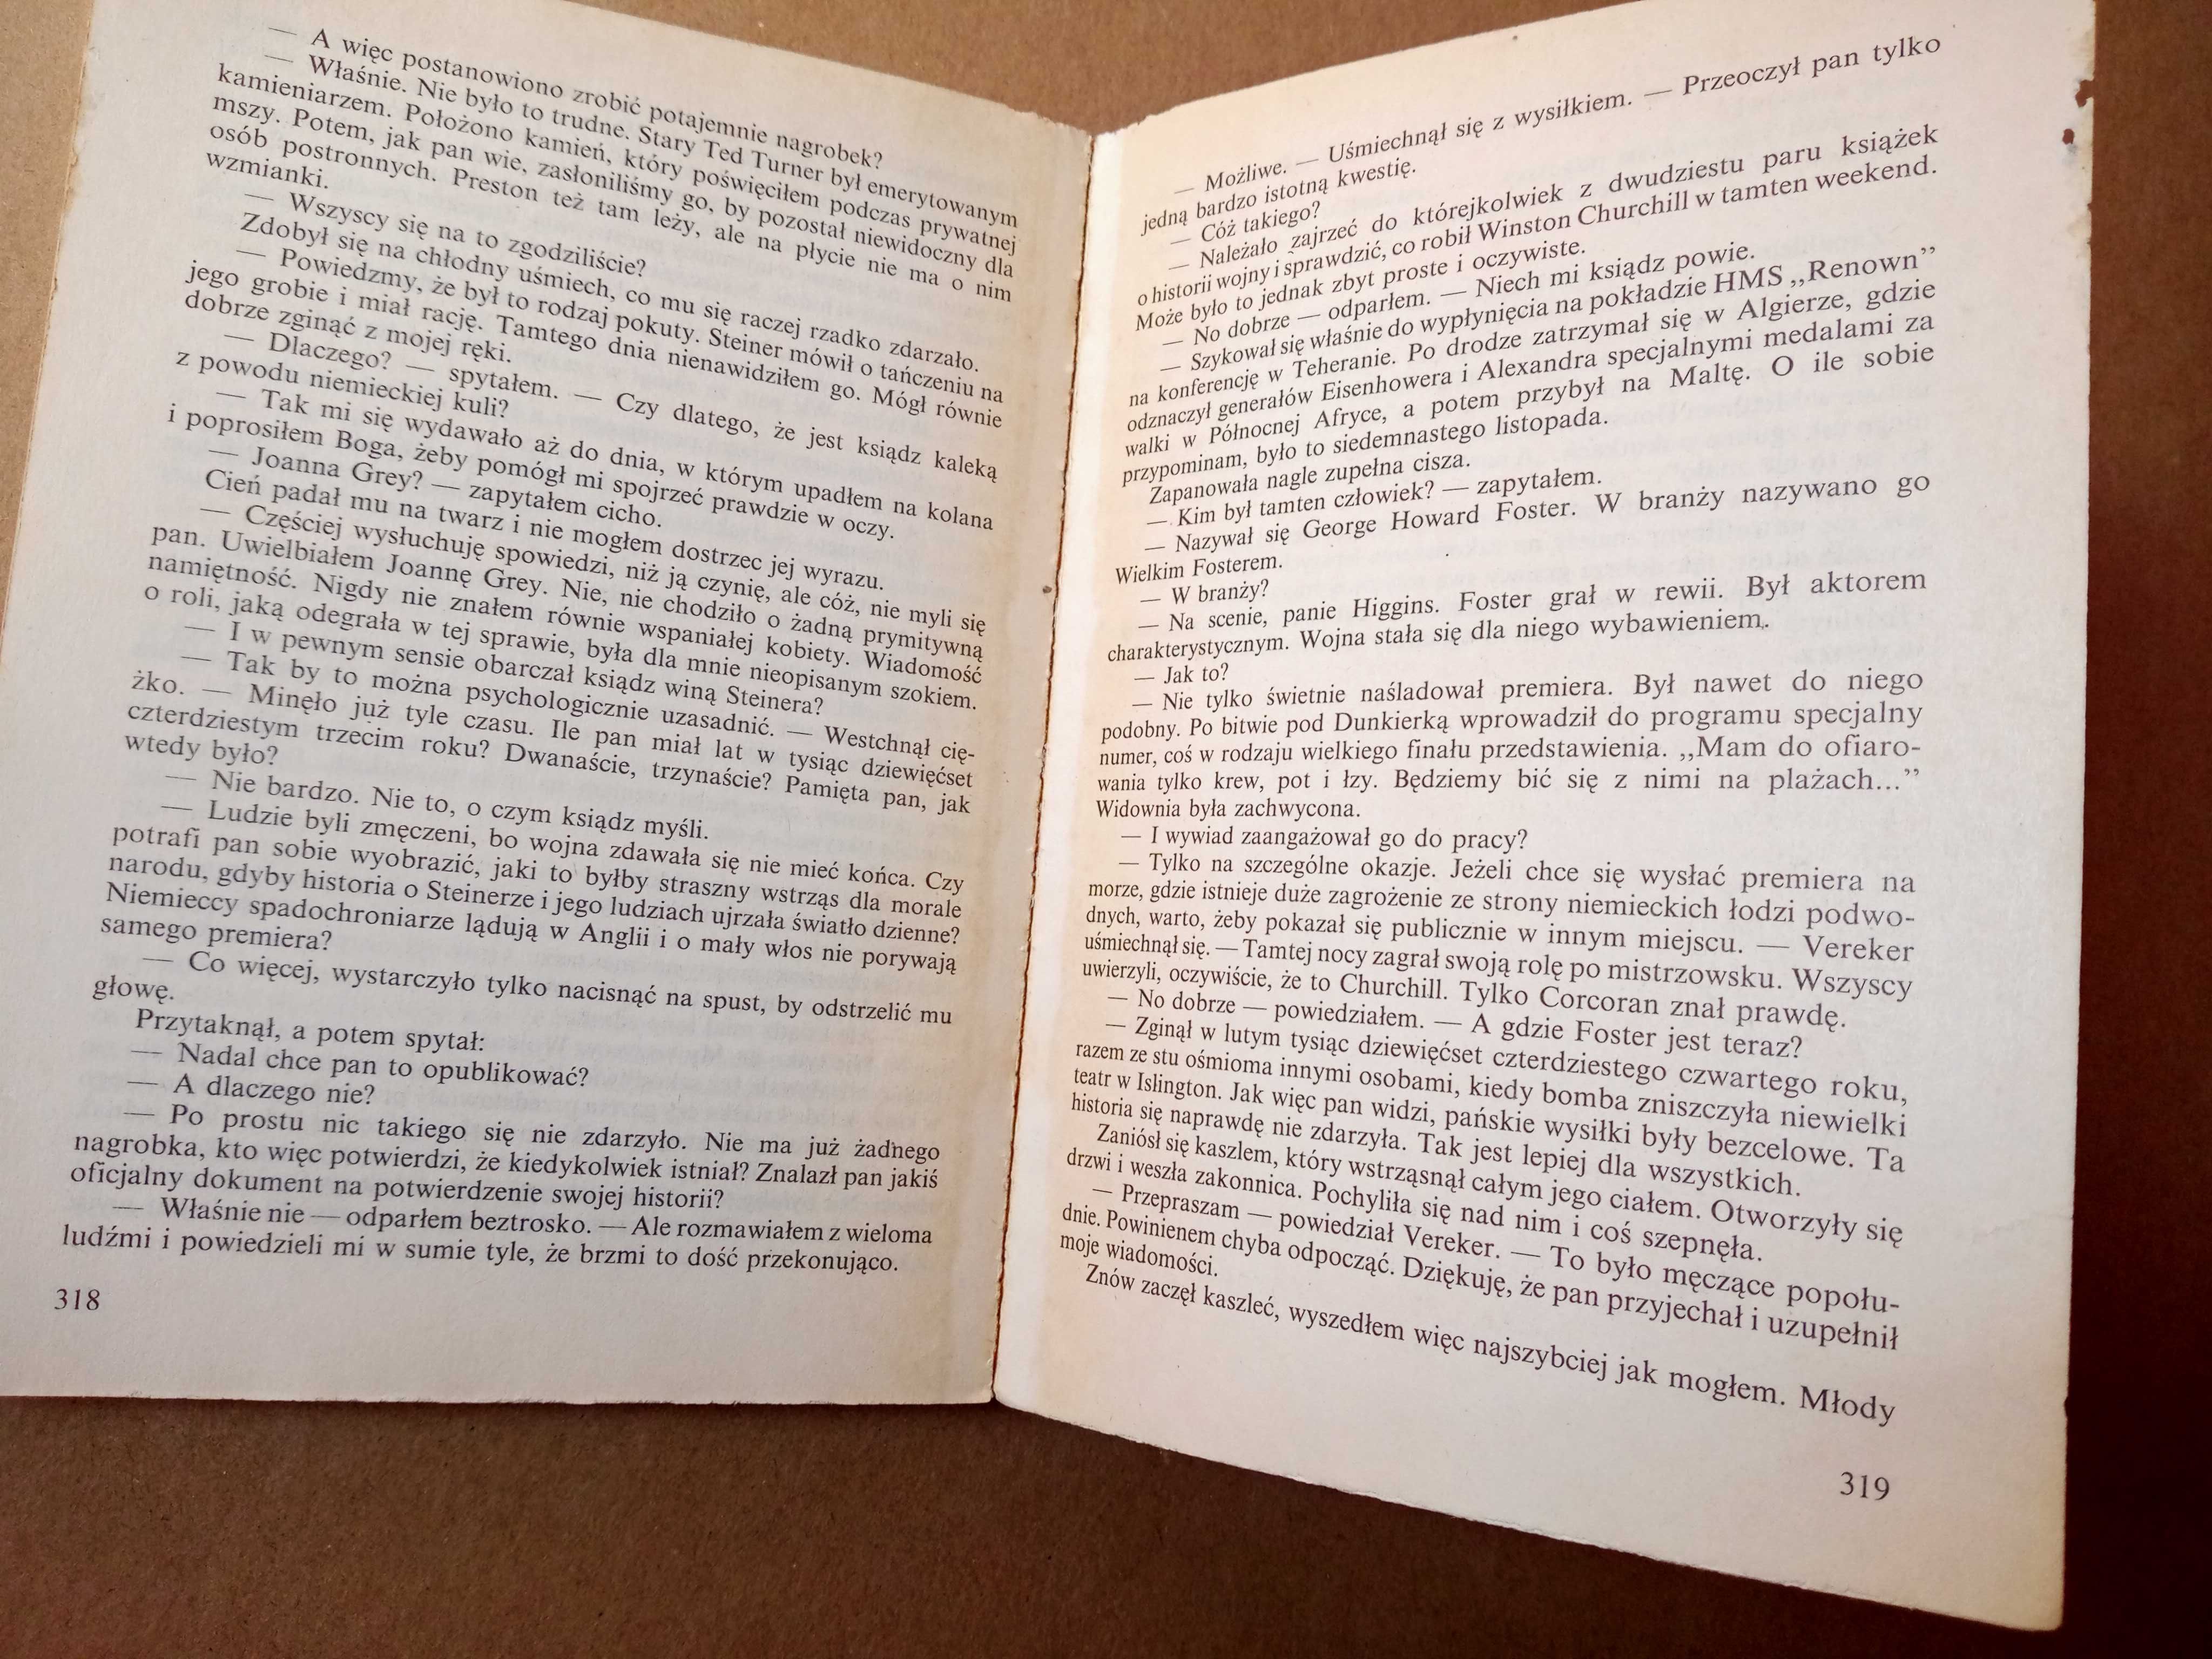 — A więc postanowiono zrobić potajemnie nagrobek?
— Właśnie. Nie było to trudne. Stary Ted Turner był emerytowanym
kamieniarzem. Położono kamień, który poświęciłem podczas prywatnej
mszy. Potem, jak pan wie, zasłoniliśmy go, by pozostał niewidoczny dla
osób postronnych. Preston też tam leży, ale na płycie nie ma o nim
wzmianki.
— Wszyscy się na to zgodziliście?
Zdobył się na chłodny uśmiech, co mu się raczej rzadko zdarzało.
— Powiedzmy, że był to rodzaj pokuty. Steiner mówił o tańczeniu na
jego grobie i miał rację. Tamtego dnia nienawidziłem go. Mógł równie
dobrze zginąć z mojej ręki.
— Dlaczego? — spytałem. — Czy dlatego, że jest ksiądz kaleką
z powodu niemieckiej kuli?
— Tak mi się wydawało aż do dnia, w którym upadłem na kolana
i poprosiłem Boga, żeby pomógł mi spojrzeć prawdzie w oczy.
— Joanna Grey? — zapytałem cicho.
Cień padał mu na twarz i nie mogłem dostrzec jej wyrazu.
— Częściej wysłuchuję spowiedzi, niż ją czynię, ale cóż, nie myli się
pan. Uwielbiałem Joannę Grey. Nie, nie chodziło o żadną prymitywną
namiętność. Nigdy nie znałem równie wspaniałej kobiety. Wiadomość
o roli, jaką odegrała w tej sprawie, była dla mnie nieopisanym szokiem.
— I w pewnym sensie obarczał ksiądz winą Steinera?
— Tak by to można psychologicznie uzasadnić. — Westchnął cię-
żko. — Minęło już tyle czasu. Ile pan miał lat w tysiąc dziewięćset
czterdziestym trzecim roku? Dwanaście, trzynaście? Pamięta pan, jak
wtedy było?
— Nie bardzo. Nie to, o czym ksiądz myśli.
— Ludzie byli zmęczeni, bo wojna zdawała się nie mieć końca. Czy
potrafi pan sobie wyobrazić, jaki to byłby straszny wstrząs dla morale
narodu, gdyby historia o Steinerze i jego ludziach ujrzała światło dzienne?
Niemieccy spadochroniarze lądują w Anglii i o mały włos nie porywają
samego premiera?
— Co więcej, wystarczyło tylko nacisnąć na spust, by odstrzelić mu
głowę.
Przytaknął, a potem spytał:
— Nadal chce pan to opublikować?
— A dlaczego nie?
— Po prostu nic takiego się nie zdarzyło. Nie ma już żadnego
nagrobka, kto więc potwierdzi, że kiedykolwiek istniał? Znalazł pan jakiś
oficjalny dokument na potwierdzenie swojej historii?
— Właśnie nie — odparłem beztrosko. — Ale rozmawiałem z wieloma
ludźmi i powiedzieli mi w sumie tyle, że brzmi to dość przekonująco.
318
— Możliwe. — Uśmiechnął się z wysiłkiem. — Przeoczył pan tylko
jedną bardzo istotną kwestię.
— Cóż takiego?
— Należało zajrzeć do którejkolwiek z dwudziestu paru książek
o historii wojny i sprawdzić, co robił Winston Churchill w tamten weekend.
Może było to jednak zbyt proste i oczywiste.
— No dobrze — odparłem. — Niech mi ksiądz powie.
— Szykował się właśnie do wypłynięcia na pokładzie HMS ,,Renown”
na konferencję w Teheranie. Po drodze zatrzymał się w Algierze, gdzie
odznaczył generałów Eisenhowera i Alexandra specjalnymi medalami za
walki w Północnej Afryce, a potem przybył na Maltę. O ile sobie
przypominam, było to siedemnastego listopada.
Zapanowała nagle zupełna cisza.
— Kim był tamten człowiek? — zapytałem.
— Nazywał się George Howard Foster. W branży nazywano go
Wielkim Fosterem.
— W branży?
— Na scenie, panie Higgins. Foster grał w rewii. Był aktorem
charakterystycznym. Wojna stała się dla niego wybawieniem.
— Jak to?
— Nie tylko świetnie naśladował premiera. Był nawet do niego
podobny. Po bitwie pod Dunkierką wprowadził do programu specjalny
numer, coś w rodzaju wielkiego finału przedstawienia. ,,Mam do ofiaro-
wania tylko krew, pot i łzy. Będziemy bić się z nimi na plażach...”
Widownia była zachwycona.
— I wywiad zaangażował go do pracy?
— Tylko na szczególne okazje. Jeżeli chce się wysłać premiera na
morze, gdzie istnieje duże zagrożenie ze strony niemieckich łodzi podwo-
dnych, warto, żeby pokazał się publicznie w innym miejscu. — Vereker
uśmiechnął się. — Tamtej nocy zagrał swoją rolę po mistrzowsku. Wszyscy
uwierzyli, oczywiście, że to Churchill. Tylko Corcoran znał prawdę.
— No dobrze — powiedziałem. — A gdzie Foster jest teraz?
— Zginął w lutym tysiąc dziewięćset czterdziestego czwartego roku,
razem ze stu ośmioma innymi osobami, kiedy bomba zniszczyła niewielki
teatr w Islington. Jak więc pan widzi, pańskie wysiłki były bezcelowe. Ta
historia się naprawdę nie zdarzyła. Tak jest lepiej dla wszystkich.
Zaniósł się kaszlem, który wstrząsnął całym jego ciałem. Otworzyły się
drzwi i weszła zakonnica. Pochyliła się nad nim i coś szepnęła.
— Przepraszam — powiedział Vereker. — To było męczące popołu-
dnie. Powinienem chyba odpocząć. Dziękuję, że pan przyjechał i uzupełnił
moje wiadomości.
Znów zaczęł kaszleć, wyszedłem więc najszybciej jak mogłem. Młody
319